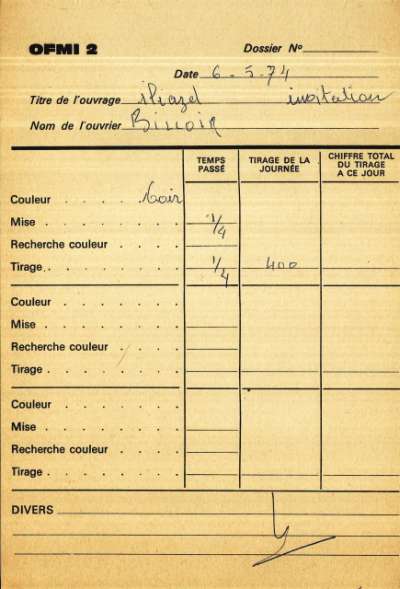 OFMI 2 Dossier Nº
Date 6.5.74
Titre de l'ouvrage invitation
Nom de l'ouvrier
TEMPS PASSÉ TIRAGE DE LA JOURNÉE CHIFFRE TOTAL DU TIRAGE A CE JOUR
Couleur Noir
Mise 1/4
Recherche couleur
Tirage 1/4 400
Couleur
Mise
Recherche couleur
Tirage
Couleur
Mise
Recherche couleur
Tirage
DIVERS